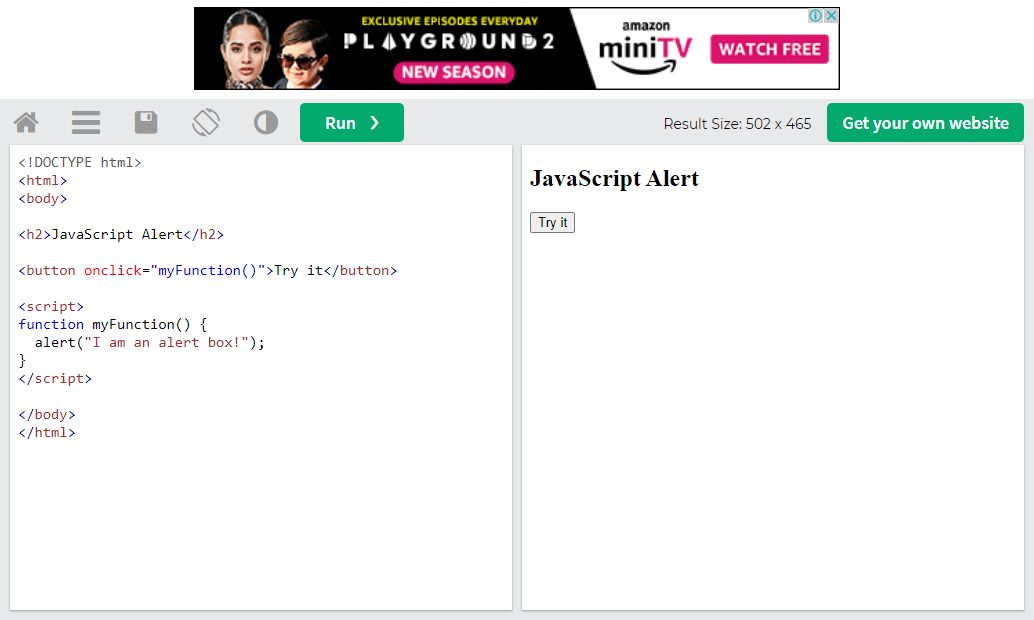 EXCLUSIVE EPISODES EVERYDAY
PLAYGROUND 2
NEW SEASON
amazon
miniTV
WATCH FREE
Run ❯
Result Size: 502 x 465
Get your own website
<!DOCTYPE html>
<html>
<body>
<h2>JavaScript Alert</h2>
<button onclick="myFunction()">Try it</button>
<script>
function myFunction() {
  alert("I am an alert box!");
}
</script>
</body>
</html>
JavaScript Alert
Try it